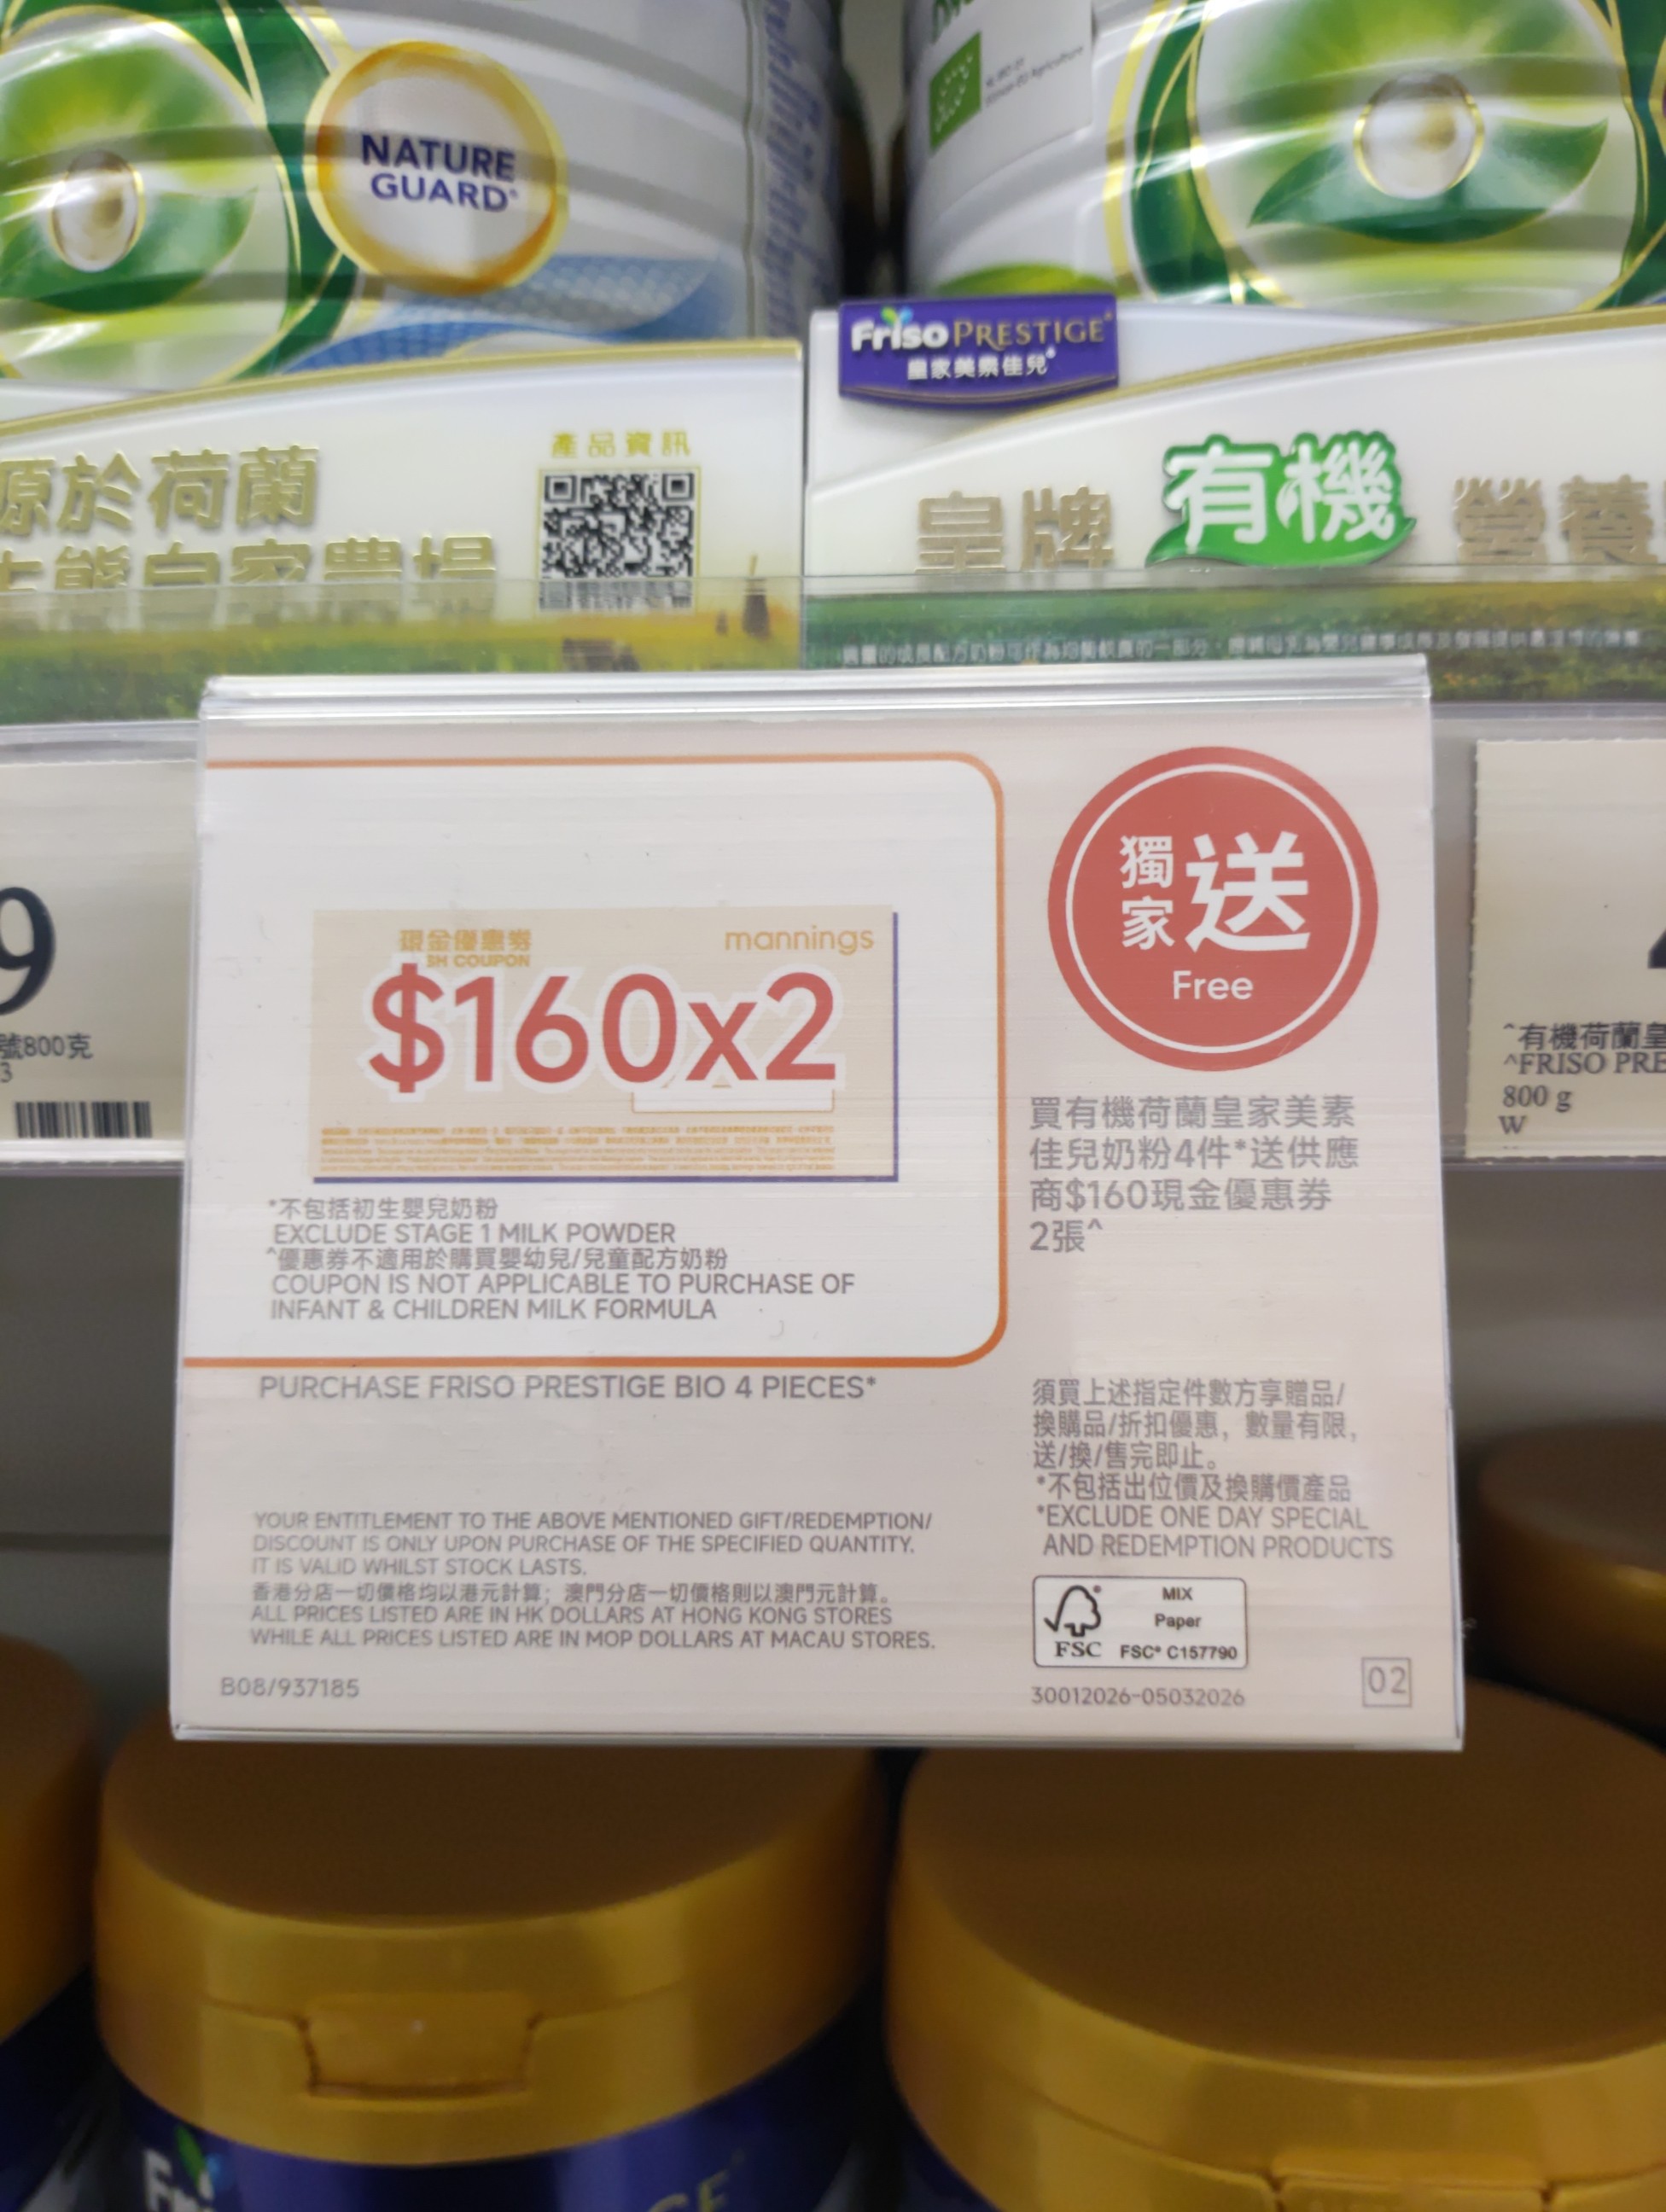 NATURE
GUARD®
Friso PRESTIGE®
皇家美素佳兒®
產品資訊
源於荷蘭
自家農場
皇牌 有機 營養
mannings
現金優惠券
COUPON
$160x2
獨家送
Free
*不包括初生嬰兒奶粉
EXCLUDE STAGE 1 MILK POWDER
^優惠券不適用於購買嬰幼兒/兒童配方奶粉
COUPON IS NOT APPLICABLE TO PURCHASE OF
INFANT & CHILDREN MILK FORMULA
買有機荷蘭皇家美素
佳兒奶粉4件*送供應
商$160現金優惠券
2張^
PURCHASE FRISO PRESTIGE BIO 4 PIECES*
須買上述指定件數方享贈品/
換購品/折扣優惠，數量有限，
送/換/售完即止。
*不包括出位價及換購價產品
*EXCLUDE ONE DAY SPECIAL
AND REDEMPTION PRODUCTS
YOUR ENTITLEMENT TO THE ABOVE MENTIONED GIFT/REDEMPTION/
DISCOUNT IS ONLY UPON PURCHASE OF THE SPECIFIED QUANTITY.
IT IS VALID WHILST STOCK LASTS.
香港分店一切價格均以港元計算；澳門分店一切價格則以澳門元計算。
ALL PRICES LISTED ARE IN HK DOLLARS AT HONG KONG STORES
WHILE ALL PRICES LISTED ARE IN MOP DOLLARS AT MACAU STORES.
FSC
MIX
Paper
FSC® C157790
B08/937185
30012026-05032026
02
9
號800克
3
^有機荷蘭皇
^FRISO PRE
800 g
W